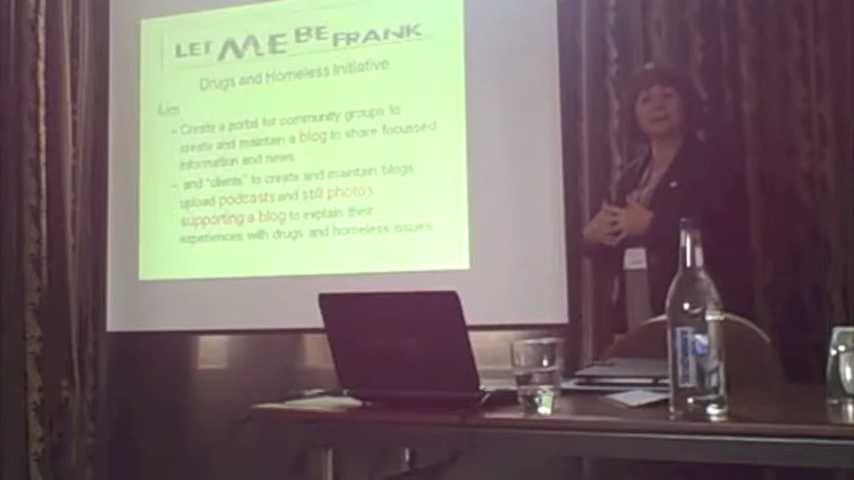 LET ME BE FRANK
Drugs and Homeless Initiative
Aim
- Create a portal for community groups to
create and maintain a blog to share focussed
information and news
- and "clients" to create and maintain blogs
upload podcasts and still photos
supporting a blog to explain their
experiences with drugs and homeless issues